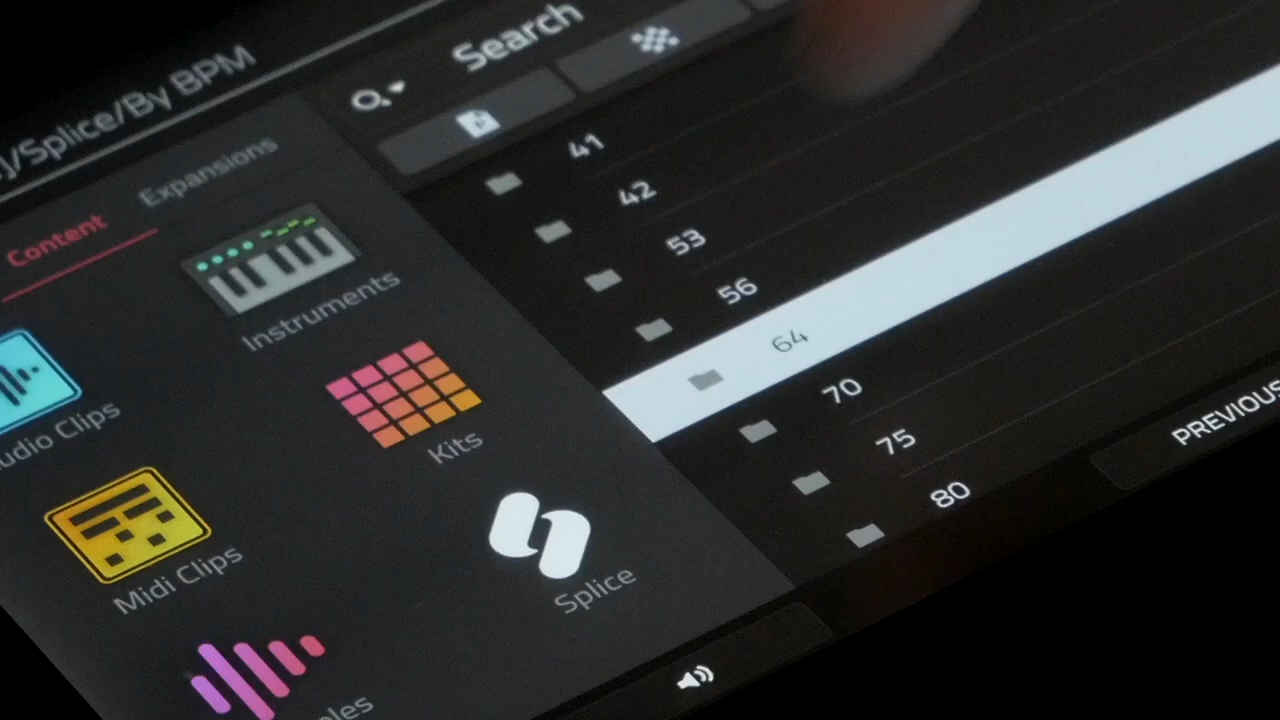 /Splice/By BPM
Search
Content
Expansions
Instruments
Clips
Kits
Midi Clips
Splice
41
42
53
56
64
70
75
80
PREVIOUS